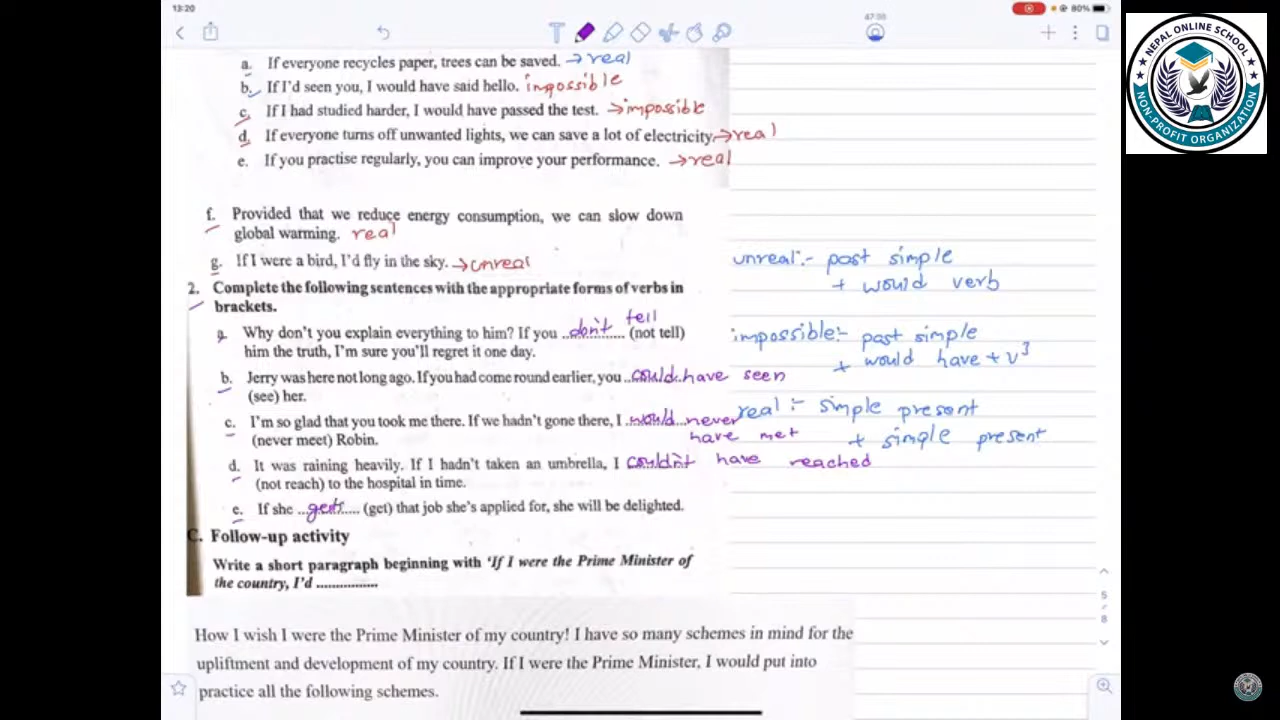 13:20
47:08
80%
a. If everyone recycles paper, trees can be saved. → real
b. If I'd seen you, I would have said hello. impossible
c. If I had studied harder, I would have passed the test. → impossible
d. If everyone turns off unwanted lights, we can save a lot of electricity. → real
e. If you practise regularly, you can improve your performance. → real
f. Provided that we reduce energy consumption, we can slow down
global warming. real
g. If I were a bird, I'd fly in the sky. → unreal
unreal:- past simple
+ would verb
2. Complete the following sentences with the appropriate forms of verbs in
brackets.
a. Why don't you explain everything to him? If you ..don't tell.. (not tell)
him the truth, I'm sure you'll regret it one day.
impossible:- past simple
+ would have + v3
b. Jerry was here not long ago. If you had come round earlier, you ..could..have seen
(see) her.
c. I'm so glad that you took me there. If we hadn't gone there, I ..would...never
have met
(never meet) Robin.
real :- simple present
+ simple present
d. It was raining heavily. If I hadn't taken an umbrella, I couldn't have reached
(not reach) to the hospital in time.
e. If she ...gets.... (get) that job she's applied for, she will be delighted.
C. Follow-up activity
Write a short paragraph beginning with 'If I were the Prime Minister of
the country, I'd ...............
How I wish I were the Prime Minister of my country! I have so many schemes in mind for the
upliftment and development of my country. If I were the Prime Minister, I would put into
practice all the following schemes.
5
/
8
NEPAL ONLINE SCHOOL
NON-PROFIT ORGANIZATION